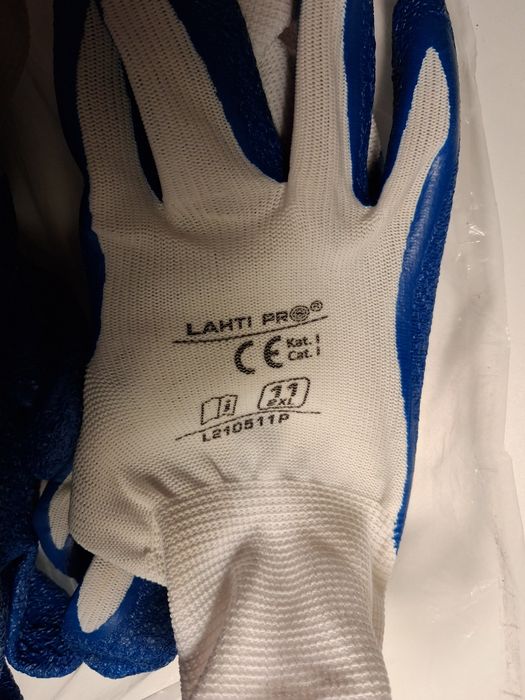 LAHTI PRO®
CE Kat. I
Cat. I
i 11
2XL
L210511P